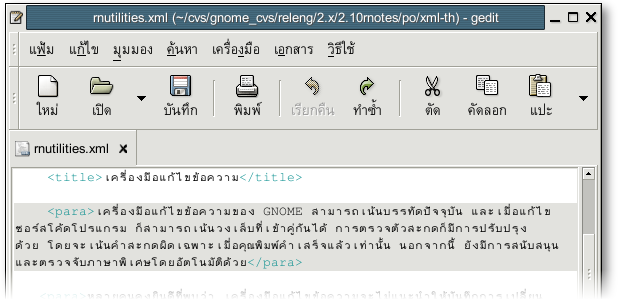 rnutilities.xml (~/cvs/gnome_cvs/releng/2.x/2.10rnotes/po/xml-th) - gedit
แฟ้ม แก้ไข มุมมอง ค้นหา เครื่องมือ เอกสาร วิธีใช้
ใหม่ เปิด บันทึก พิมพ์ เรียกคืน ทำซ้ำ ตัด คัดลอก แปะ
rnutilities.xml
<title>เครื่องมือแก้ไขข้อความ</title>
<para>เครื่องมือแก้ไขข้อความของ GNOME สามารถเน้นบรรทัดปัจจุบัน และเมื่อแก้ไข
ซอร์สโค้ดโปรแกรม ก็สามารถเน้นวงเล็บที่เข้าคู่กันได้ การตรวจตัวสะกดก็มีการปรับปรุง
ด้วย โดยจะเน้นคำสะกดผิดเฉพาะเมื่อคุณพิมพ์คำเสร็จแล้วเท่านั้น นอกจากนี้ ยังมีการสนับสนุน
และตรวจจับภาษาพิเศษโดยอัตโนมัติด้วย</para>